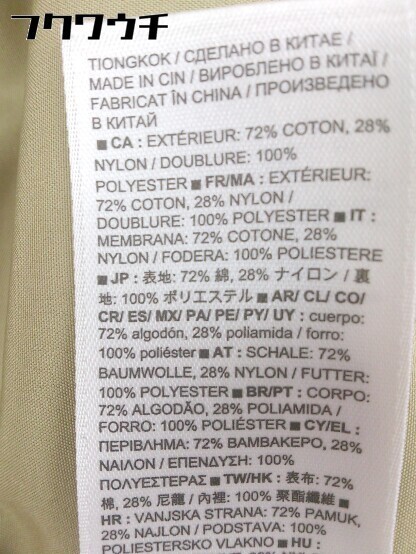 フクウウチ
TIONGKOK / СДЕЛАНО В КИТАЕ /
MADE IN CIN / ВИРОБЛЕНО В КИТАЇ /
FABRICAT ÎN CHINA / ПРОИЗВЕДЕНО
В КИТАЙ
■ CA : EXTÉRIEUR: 72% COTON, 28%
NYLON / DOUBLURE: 100%
POLYESTER ■ FR/MA : EXTÉRIEUR:
72% COTON, 28% NYLON /
DOUBLURE: 100% POLYESTER ■ IT :
MEMBRANA: 72% COTONE, 28%
NYLON / FODERA: 100% POLIESTERE
■ JP : 表地: 72% 綿, 28% ナイロン / 裏
地: 100% ポリエステル ■ AR/ CL/ CO/
CR/ ES/ MX/ PA/ PE/ PY/ UY : cuerpo:
72% algodón, 28% poliamida / forro:
100% poliéster ■ AT : SCHALE: 72%
BAUMWOLLE, 28% NYLON / FUTTER:
100% POLYESTER ■ BR/PT : CORPO:
72% ALGODÃO, 28% POLIAMIDA /
FORRO: 100% POLIÉSTER ■ CY/EL :
ΠΕΡΙΒΛΗΜΑ: 72% ΒΑΜΒΑΚΕΡΟ, 28%
ΝΑΙΛΟΝ / ΕΠΕΝΔΥΣΗ: 100%
ΠΟΛΥΕΣΤΕΡΑΣ ■ TW/HK : 表布: 72%
棉, 28% 尼龍 / 內裡: 100% 聚酯纖維 ■
HR : VANJSKA STRANA: 72% PAMUK,
28% NAJLON / PODSTAVA: 100%
POLIESTERSKO VLAKNO ■ HU :